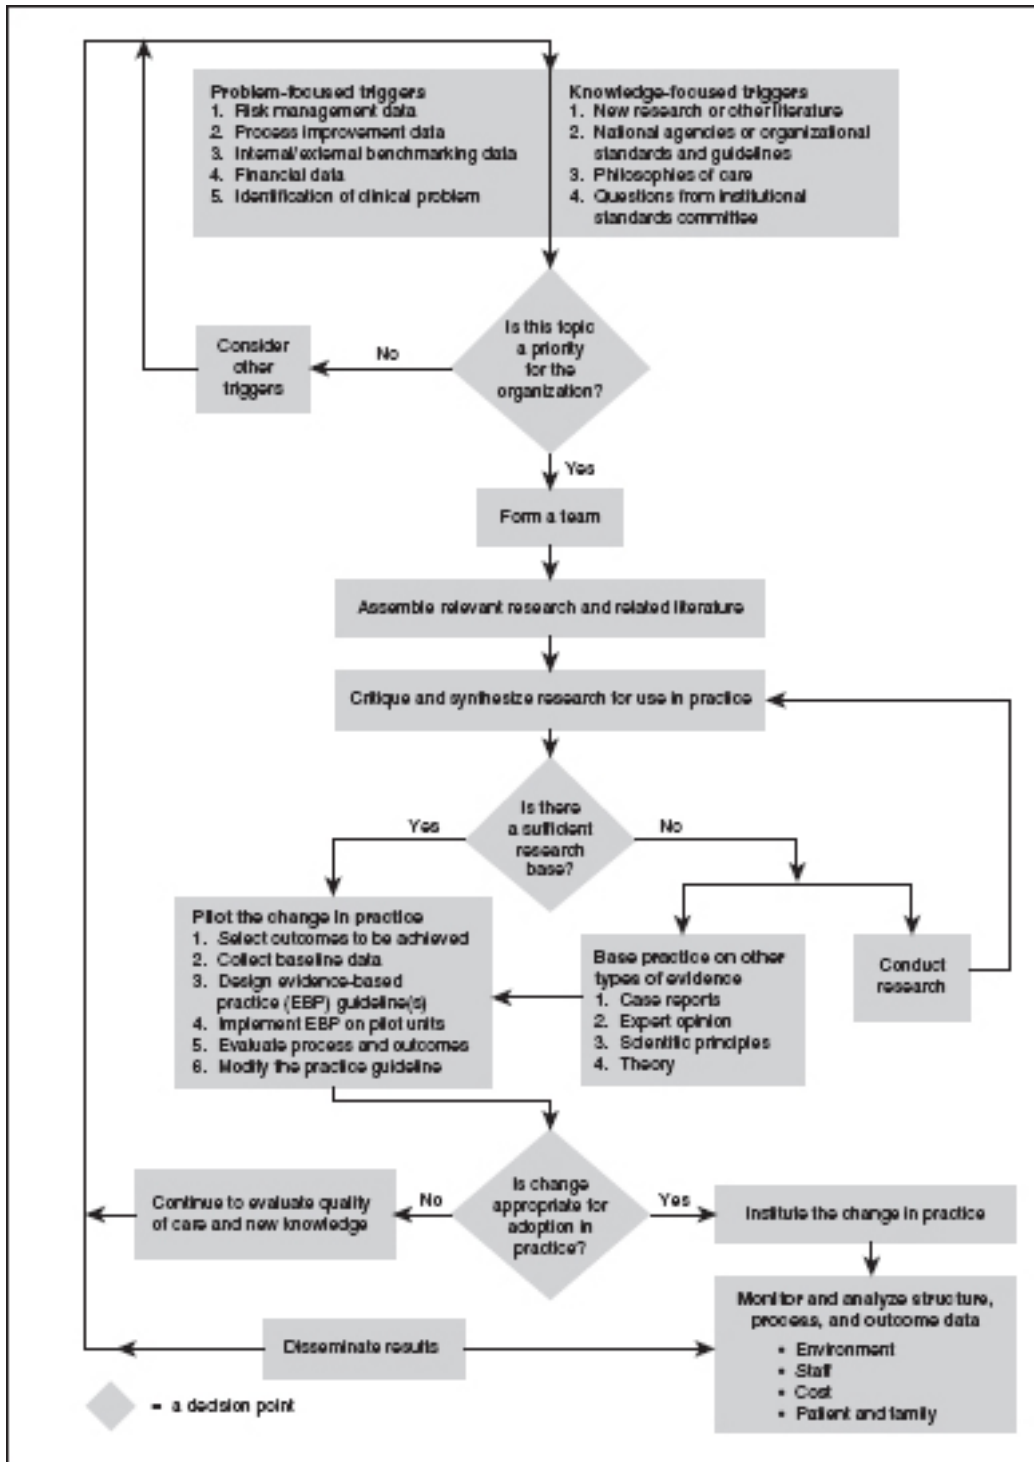 Problem-focused triggers
1. Risk management data
2. Process improvement data
3. Internal/external benchmarking data
4. Financial data
5. Identification of clinical problem
Knowledge-focused triggers
1. New research or other literature
2. National agencies or organizational
standards and guidelines
3. Philosophies of care
4. Questions from institutional
standards committee
Is this topic
a priority
for the
organization?
No
Consider
other
triggers
Yes
Form a team
Assemble relevant research and related literature
Critique and synthesize research for use in practice
Is there
a sufficient
research
base?
Yes
No
Pilot the change in practice
1. Select outcomes to be achieved
2. Collect baseline data
3. Design evidence-based
practice (EBP) guideline(s)
4. Implement EBP on pilot units
5. Evaluate process and outcomes
6. Modify the practice guideline
Base practice on other
types of evidence
1. Case reports
2. Expert opinion
3. Scientific principles
4. Theory
Conduct
research
Is change
appropriate for
adoption in
practice?
No
Yes
Continue to evaluate quality
of care and new knowledge
Institute the change in practice
Monitor and analyze structure,
process, and outcome data
• Environment
• Staff
• Cost
• Patient and family
Disseminate results
= a decision point